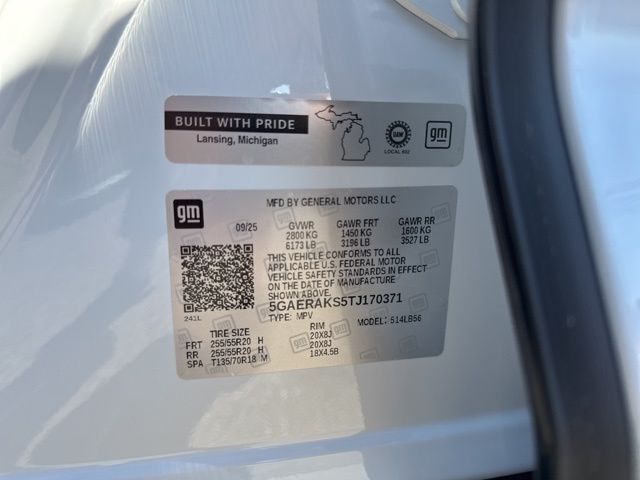 BUILT WITH PRIDE
Lansing, Michigan
UAW
LOCAL 602
gm
gm
MFD BY GENERAL MOTORS LLC
09/25 GVWR GAWR FRT GAWR RR
2800 KG 1450 KG 1600 KG
6173 LB 3196 LB 3527 LB
THIS VEHICLE CONFORMS TO ALL
APPLICABLE U.S. FEDERAL MOTOR
VEHICLE SAFETY STANDARDS IN EFFECT
ON THE DATE OF MANUFACTURE
SHOWN ABOVE.
5GAERAKS5TJ170371
TYPE: MPV MODEL: 514LB56
241L
TIRE SIZE RIM
FRT 255/55R20 H 20X8J
RR 255/55R20 H 20X8J
SPA T135/70R18 M 18X4.5B